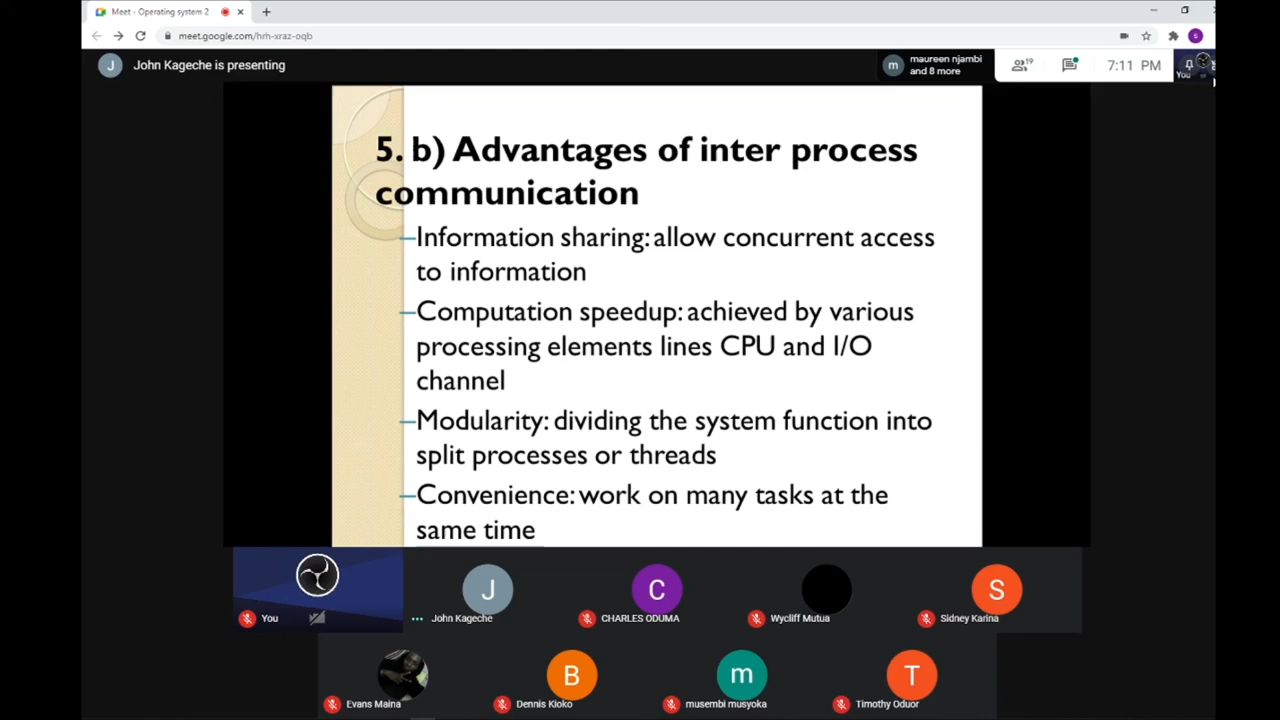 Meet - Operating system 2
meet.google.com/hrh-xraz-oqb
John Kageche is presenting
m
maureen njambi
and 8 more
19
7:11 PM
You
5. b) Advantages of inter process
communication
Information sharing: allow concurrent access
to information
Computation speedup: achieved by various
processing elements lines CPU and I/O
channel
Modularity: dividing the system function into
split processes or threads
Convenience: work on many tasks at the
same time
You
J
John Kageche
C
CHARLES ODUMA
Wycliff Mutua
S
Sidney Karina
Evans Maina
B
Dennis Kioko
m
musembi musyoka
T
Timothy Oduor